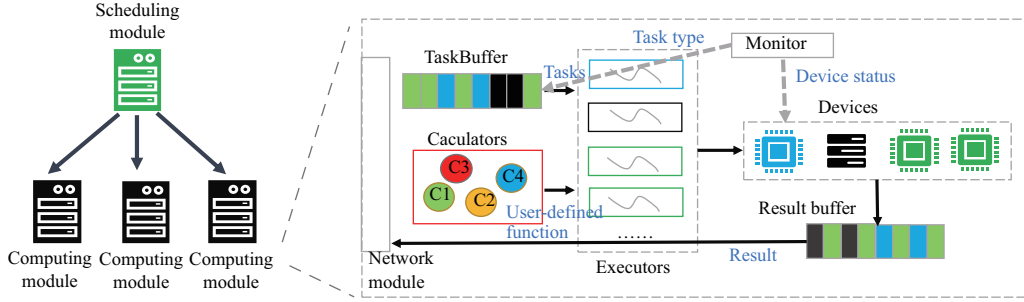 Scheduling
module
Computing
module
Computing
module
Computing
module
TaskBuffer
Tasks
Task type
Monitor
Device status
Devices
Caculators
C3
C4
C1
C2
User-defined
function
......
Executors
Result buffer
Result
Network
module